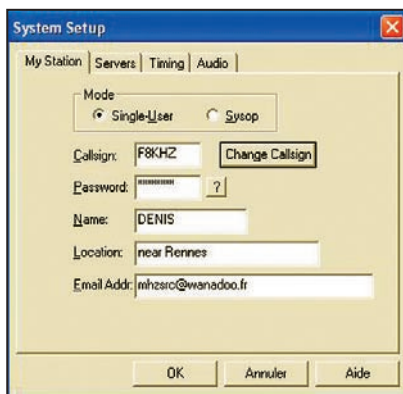 System Setup
My Station Servers Timing Audio
Mode
Single-User Sysop
Callsign: F8KHZ Change Callsign
Password: ******** ?
Name: DENIS
Location: near Rennes
Email Addr: mhzsrc@wanadoo.fr
OK Annuler Aide